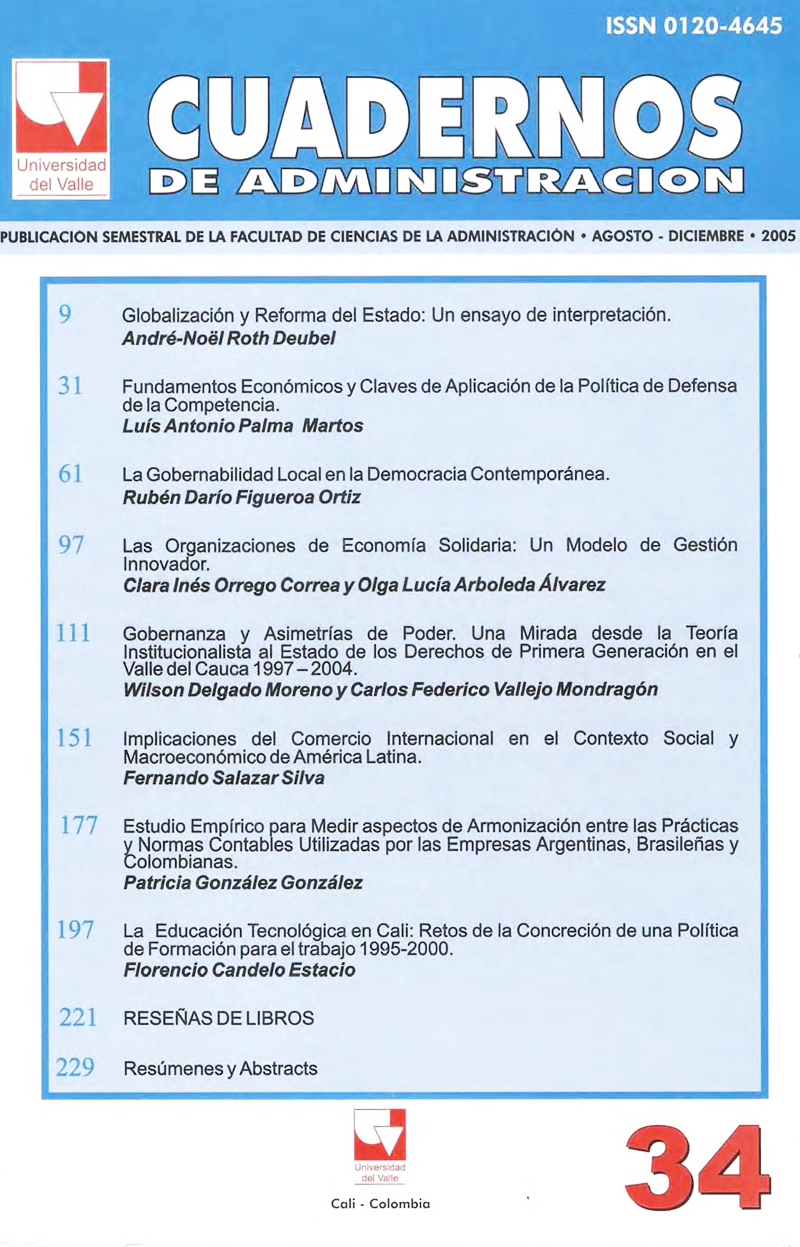 ISSN 0120-4645
Universidad
del Valle
CUADERNOS
DE ADMINISTRACION
PUBLICACION SEMESTRAL DE LA FACULTAD DE CIENCIAS DE LA ADMINISTRACIÓN • AGOSTO - DICIEMBRE • 2005
9 Globalización y Reforma del Estado: Un ensayo de interpretación.
André-Noël Roth Deubel
31 Fundamentos Económicos y Claves de Aplicación de la Política de Defensa
de la Competencia.
Luís Antonio Palma Martos
61 La Gobernabilidad Local en la Democracia Contemporánea.
Rubén Darío Figueroa Ortiz
97 Las Organizaciones de Economía Solidaria: Un Modelo de Gestión
Innovador.
Clara Inés Orrego Correa y Olga Lucía Arboleda Álvarez
111 Gobernanza y Asimetrías de Poder. Una Mirada desde la Teoría
Institucionalista al Estado de los Derechos de Primera Generación en el
Valle del Cauca 1997 – 2004.
Wilson Delgado Moreno y Carlos Federico Vallejo Mondragón
151 Implicaciones del Comercio Internacional en el Contexto Social y
Macroeconómico de América Latina.
Fernando Salazar Silva
177 Estudio Empírico para Medir aspectos de Armonización entre las Prácticas
y Normas Contables Utilizadas por las Empresas Argentinas, Brasileñas y
Colombianas.
Patricia González González
197 La Educación Tecnológica en Cali: Retos de la Concreción de una Política
de Formación para el trabajo 1995-2000.
Florencio Candelo Estacio
221 RESEÑAS DE LIBROS
229 Resúmenes y Abstracts
Universidad
del Valle
Cali - Colombia
34